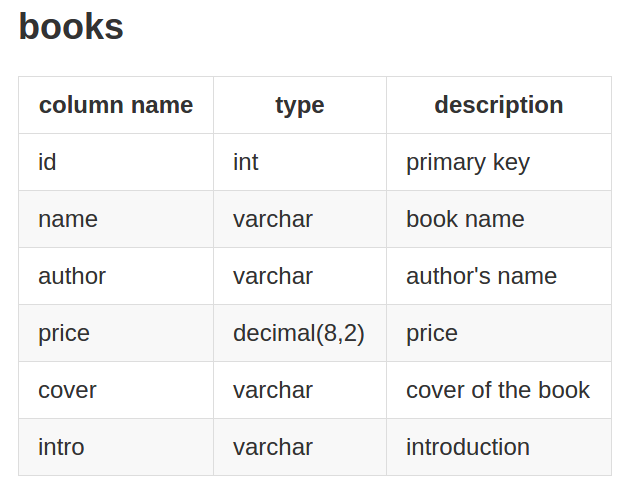 books
column name type description
id int primary key
name varchar book name
author varchar author's name
price decimal(8,2) price
cover varchar cover of the book
intro varchar introduction